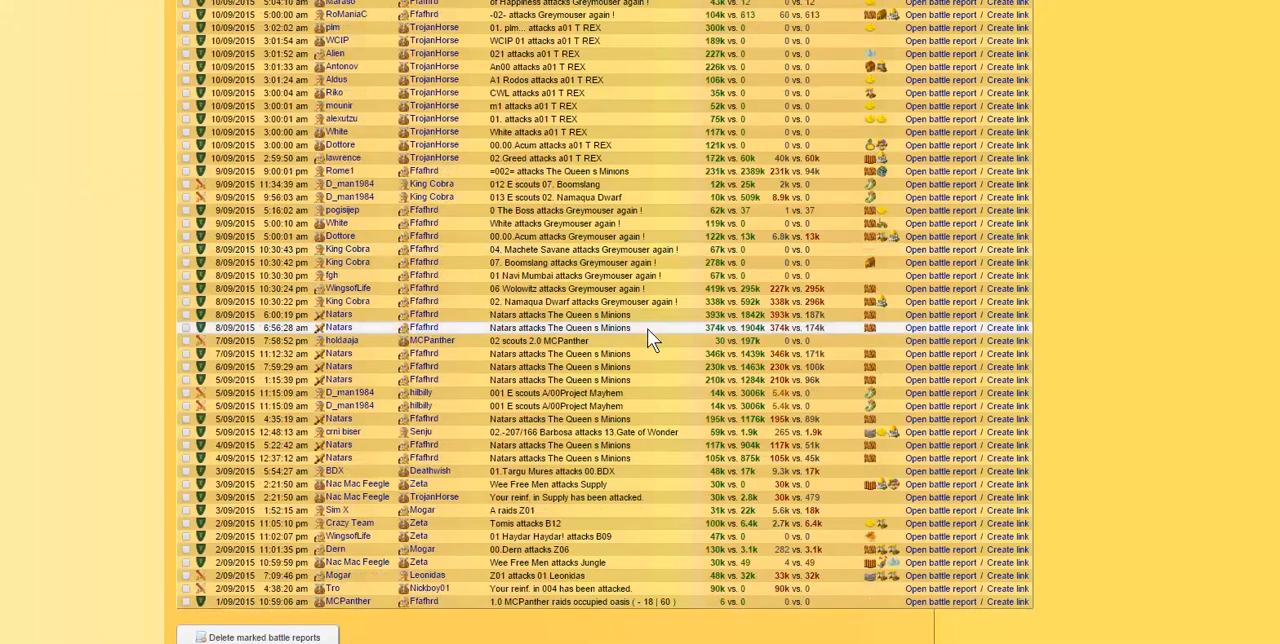 10/09/2015 5:04:10 am Maraso Ffafhrd of Happiness attacks Greymouser again ! 43k vs. 12 0 vs. 12 Open battle report / Create link
10/09/2015 5:00:00 am RoManiaC Ffafhrd -02- attacks Greymouser again ! 104k vs. 613 60 vs. 613 Open battle report / Create link
10/09/2015 3:02:02 am plm TrojanHorse 01. plm... attacks a01 T REX 300k vs. 0 0 vs. 0 Open battle report / Create link
10/09/2015 3:01:54 am WCIP TrojanHorse WCIP 01 attacks a01 T REX 189k vs. 0 0 vs. 0 Open battle report / Create link
10/09/2015 3:01:52 am Alien TrojanHorse 021 attacks a01 T REX 227k vs. 0 0 vs. 0 Open battle report / Create link
10/09/2015 3:01:33 am Antonov TrojanHorse An00 attacks a01 T REX 226k vs. 0 0 vs. 0 Open battle report / Create link
10/09/2015 3:01:24 am Aldus TrojanHorse A1 Rodos attacks a01 T REX 106k vs. 0 0 vs. 0 Open battle report / Create link
10/09/2015 3:00:04 am Riko TrojanHorse CWL attacks a01 T REX 35k vs. 0 0 vs. 0 Open battle report / Create link
10/09/2015 3:00:01 am mounir TrojanHorse m1 attacks a01 T REX 52k vs. 0 0 vs. 0 Open battle report / Create link
10/09/2015 3:00:01 am alexutzu TrojanHorse 01. attacks a01 T REX 75k vs. 0 0 vs. 0 Open battle report / Create link
10/09/2015 3:00:00 am White TrojanHorse White attacks a01 T REX 117k vs. 0 0 vs. 0 Open battle report / Create link
10/09/2015 3:00:00 am Dottore TrojanHorse 00.00.Acum attacks a01 T REX 121k vs. 0 0 vs. 0 Open battle report / Create link
10/09/2015 2:59:50 am lawrence TrojanHorse 02.Greed attacks a01 T REX 172k vs. 60k 40k vs. 60k Open battle report / Create link
9/09/2015 9:00:01 pm Rome1 Ffafhrd =002= attacks The Queen s Minions 231k vs. 2389k 231k vs. 94k Open battle report / Create link
9/09/2015 11:34:39 am D_man1984 King Cobra 012 E scouts 07. Boomslang 12k vs. 25k 2k vs. 0 Open battle report / Create link
9/09/2015 9:56:03 am D_man1984 King Cobra 013 E scouts 02. Namaqua Dwarf 10k vs. 509k 8.9k vs. 0 Open battle report / Create link
9/09/2015 5:16:02 am pogisijep Ffafhrd 0 The Boss attacks Greymouser again ! 62k vs. 37 1 vs. 37 Open battle report / Create link
9/09/2015 5:00:10 am White Ffafhrd White attacks Greymouser again ! 119k vs. 0 0 vs. 0 Open battle report / Create link
9/09/2015 5:00:01 am Dottore Ffafhrd 00.00.Acum attacks Greymouser again ! 122k vs. 13k 6.8k vs. 13k Open battle report / Create link
8/09/2015 10:30:43 pm King Cobra Ffafhrd 04. Machete Savane attacks Greymouser again ! 67k vs. 0 0 vs. 0 Open battle report / Create link
8/09/2015 10:30:42 pm King Cobra Ffafhrd 07. Boomslang attacks Greymouser again ! 278k vs. 0 0 vs. 0 Open battle report / Create link
8/09/2015 10:30:30 pm fgh Ffafhrd 01 Navi Mumbai attacks Greymouser again ! 67k vs. 0 0 vs. 0 Open battle report / Create link
8/09/2015 10:30:24 pm WingsofLife Ffafhrd 06 Wolowitz attacks Greymouser again ! 419k vs. 295k 227k vs. 295k Open battle report / Create link
8/09/2015 10:30:22 pm King Cobra Ffafhrd 02. Namaqua Dwarf attacks Greymouser again ! 338k vs. 592k 338k vs. 296k Open battle report / Create link
8/09/2015 6:00:19 pm Natars Ffafhrd Natars attacks The Queen s Minions 393k vs. 1842k 393k vs. 187k Open battle report / Create link
8/09/2015 6:56:28 am Natars Ffafhrd Natars attacks The Queen s Minions 374k vs. 1904k 374k vs. 174k Open battle report / Create link
7/09/2015 7:58:52 pm holdaaja MCPanther 02 scouts 2.0 MCPanther 30 vs. 197k 0 vs. 0 Open battle report / Create link
7/09/2015 11:12:32 am Natars Ffafhrd Natars attacks The Queen s Minions 346k vs. 1439k 346k vs. 171k Open battle report / Create link
6/09/2015 7:59:29 am Natars Ffafhrd Natars attacks The Queen s Minions 230k vs. 1463k 230k vs. 100k Open battle report / Create link
5/09/2015 1:15:39 pm Natars Ffafhrd Natars attacks The Queen s Minions 210k vs. 1284k 210k vs. 96k Open battle report / Create link
5/09/2015 11:15:09 am D_man1984 hilbilly 001 E scouts A/00Project Mayhem 14k vs. 3006k 5.4k vs. 0 Open battle report / Create link
5/09/2015 11:15:09 am D_man1984 hilbilly 001 E scouts A/00Project Mayhem 14k vs. 3006k 5.4k vs. 0 Open battle report / Create link
5/09/2015 4:35:19 am Natars Ffafhrd Natars attacks The Queen s Minions 195k vs. 1176k 195k vs. 89k Open battle report / Create link
5/09/2015 12:48:13 am crni biser Senju 02.-207/166 Barbosa attacks 13.Gate of Wonder 59k vs. 1.9k 265 vs. 1.9k Open battle report / Create link
4/09/2015 5:22:42 am Natars Ffafhrd Natars attacks The Queen s Minions 117k vs. 904k 117k vs. 51k Open battle report / Create link
4/09/2015 12:37:12 am Natars Ffafhrd Natars attacks The Queen s Minions 105k vs. 875k 105k vs. 45k Open battle report / Create link
3/09/2015 5:54:27 am BDX Deathwish 01.Targu Mures attacks 00.BDX 48k vs. 17k 9.3k vs. 17k Open battle report / Create link
3/09/2015 2:21:50 am Nac Mac Feegle Zeta Wee Free Men attacks Supply 30k vs. 0 30k vs. 0 Open battle report / Create link
3/09/2015 2:21:50 am Nac Mac Feegle TrojanHorse Your reinf. in Supply has been attacked. 30k vs. 2.8k 30k vs. 479 Open battle report / Create link
3/09/2015 1:52:15 am Sim X Mogar A raids Z01 31k vs. 22k 5.6k vs. 18k Open battle report / Create link
2/09/2015 11:05:10 pm Crazy Team Zeta Tomis attacks B12 100k vs. 6.4k 2.7k vs. 6.4k Open battle report / Create link
2/09/2015 11:02:07 pm WingsofLife Zeta 01 Haydar Haydar! attacks B09 47k vs. 0 0 vs. 0 Open battle report / Create link
2/09/2015 11:01:35 pm Dern Mogar 00.Dern attacks Z06 130k vs. 3.1k 282 vs. 3.1k Open battle report / Create link
2/09/2015 10:59:59 pm Nac Mac Feegle Zeta Wee Free Men attacks Jungle 30k vs. 49 4 vs. 49 Open battle report / Create link
2/09/2015 7:09:46 pm Mogar Leonidas Z01 attacks 01 Leonidas 48k vs. 32k 33k vs. 32k Open battle report / Create link
2/09/2015 4:38:20 am Tro Nickboy01 Your reinf. in 004 has been attacked. 90k vs. 0 90k vs. 0 Open battle report / Create link
1/09/2015 10:59:06 am MCPanther Ffafhrd 1.0 MCPanther raids occupied oasis ( - 18 | 60 ) 6 vs. 0 0 vs. 0 Open battle report / Create link
Delete marked battle reports